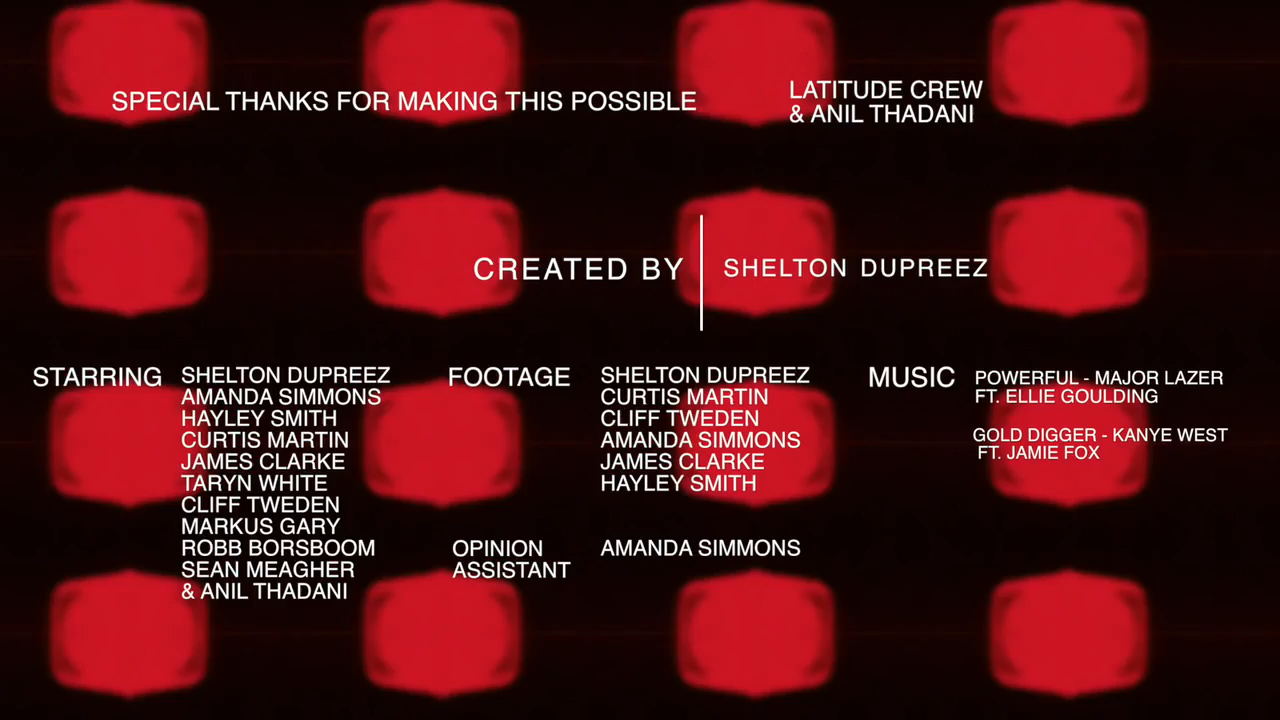 SPECIAL THANKS FOR MAKING THIS POSSIBLE
LATITUDE CREW
& ANIL THADANI
CREATED BY
SHELTON DUPREEZ
STARRING
SHELTON DUPREEZ
AMANDA SIMMONS
HAYLEY SMITH
CURTIS MARTIN
JAMES CLARKE
TARYN WHITE
CLIFF TWEDEN
MARKUS GARY
ROBB BORSBOOM
SEAN MEAGHER
& ANIL THADANI
FOOTAGE
SHELTON DUPREEZ
CURTIS MARTIN
CLIFF TWEDEN
AMANDA SIMMONS
JAMES CLARKE
HAYLEY SMITH
OPINION
ASSISTANT
AMANDA SIMMONS
MUSIC
POWERFUL - MAJOR LAZER
FT. ELLIE GOULDING
GOLD DIGGER - KANYE WEST
FT. JAMIE FOX